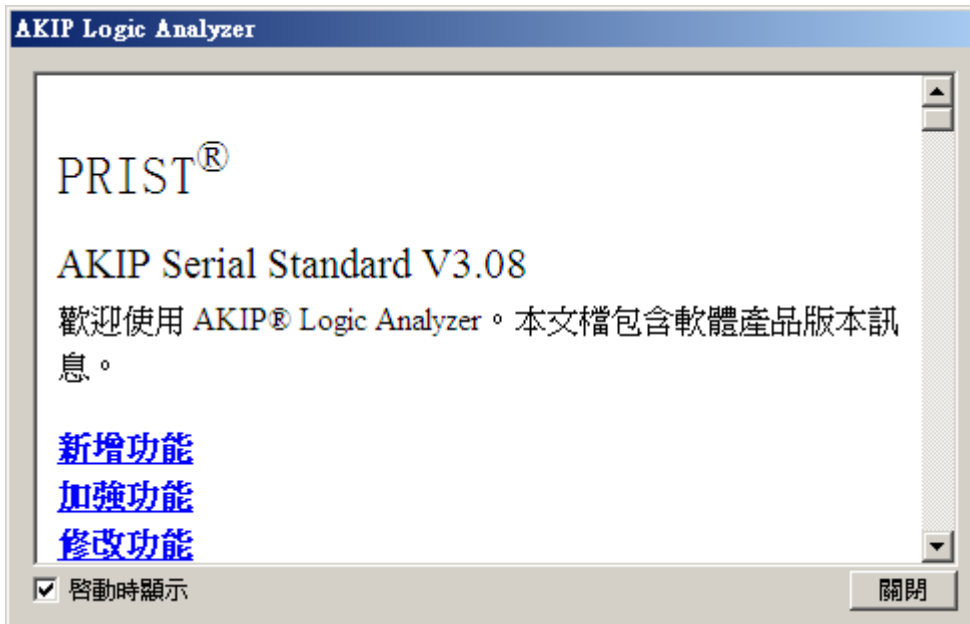 AKIP Logic Analyzer
PRIST®
AKIP Serial Standard V3.08
歡迎使用 AKIP® Logic Analyzer。本文檔包含軟體產品版本訊
息。
新增功能
加強功能
修改功能
啟動時顯示
關閉